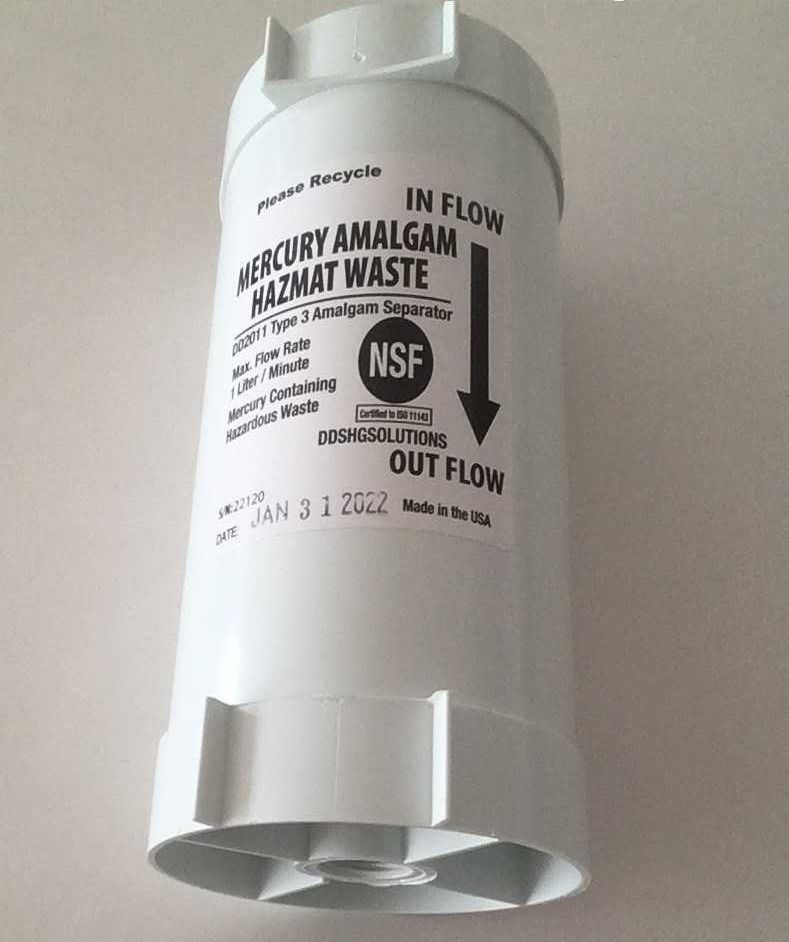 Please Recycle
IN FLOW
MERCURY AMALGAM
HAZMAT WASTE
DD2011 Type 3 Amalgam Separator
Max. Flow Rate
1 Liter / Minute
Mercury Containing
Hazardous Waste
NSF
Certified to ISO 11143
DDSHGSOLUTIONS
OUT FLOW
S/N:22120
DATE JAN 31 2022
Made in the USA